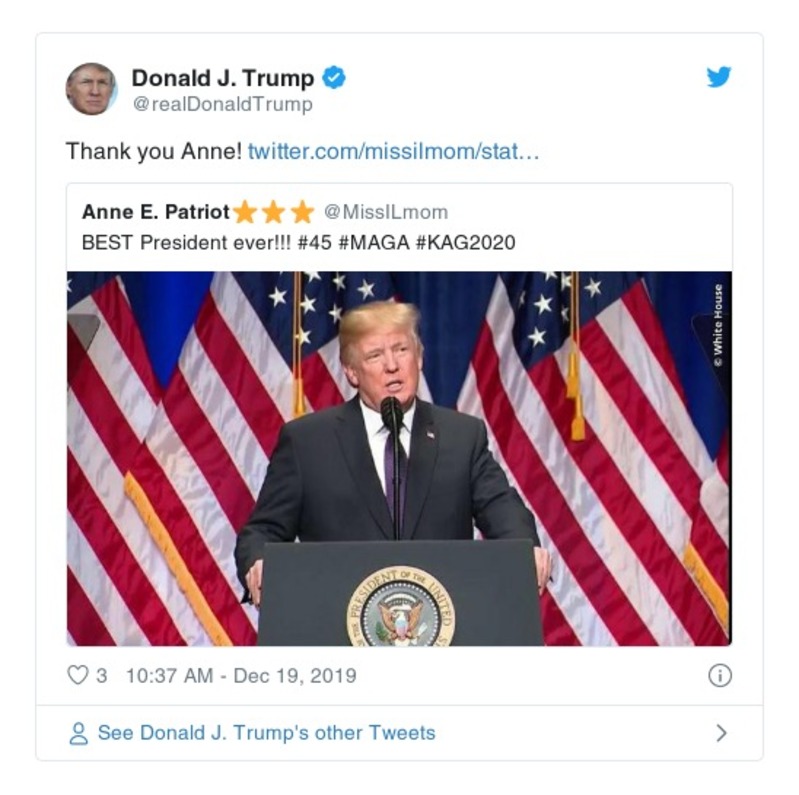 Donald J. Trump
@realDonaldTrump
Thank you Anne! twitter.com/missilmom/stat…
Anne E. Patriot⭐⭐⭐ @MissILmom
BEST President ever!!! #45 #MAGA #KAG2020
© White House
PRESIDENT OF THE UNITED
3 10:37 AM - Dec 19, 2019
See Donald J. Trump's other Tweets